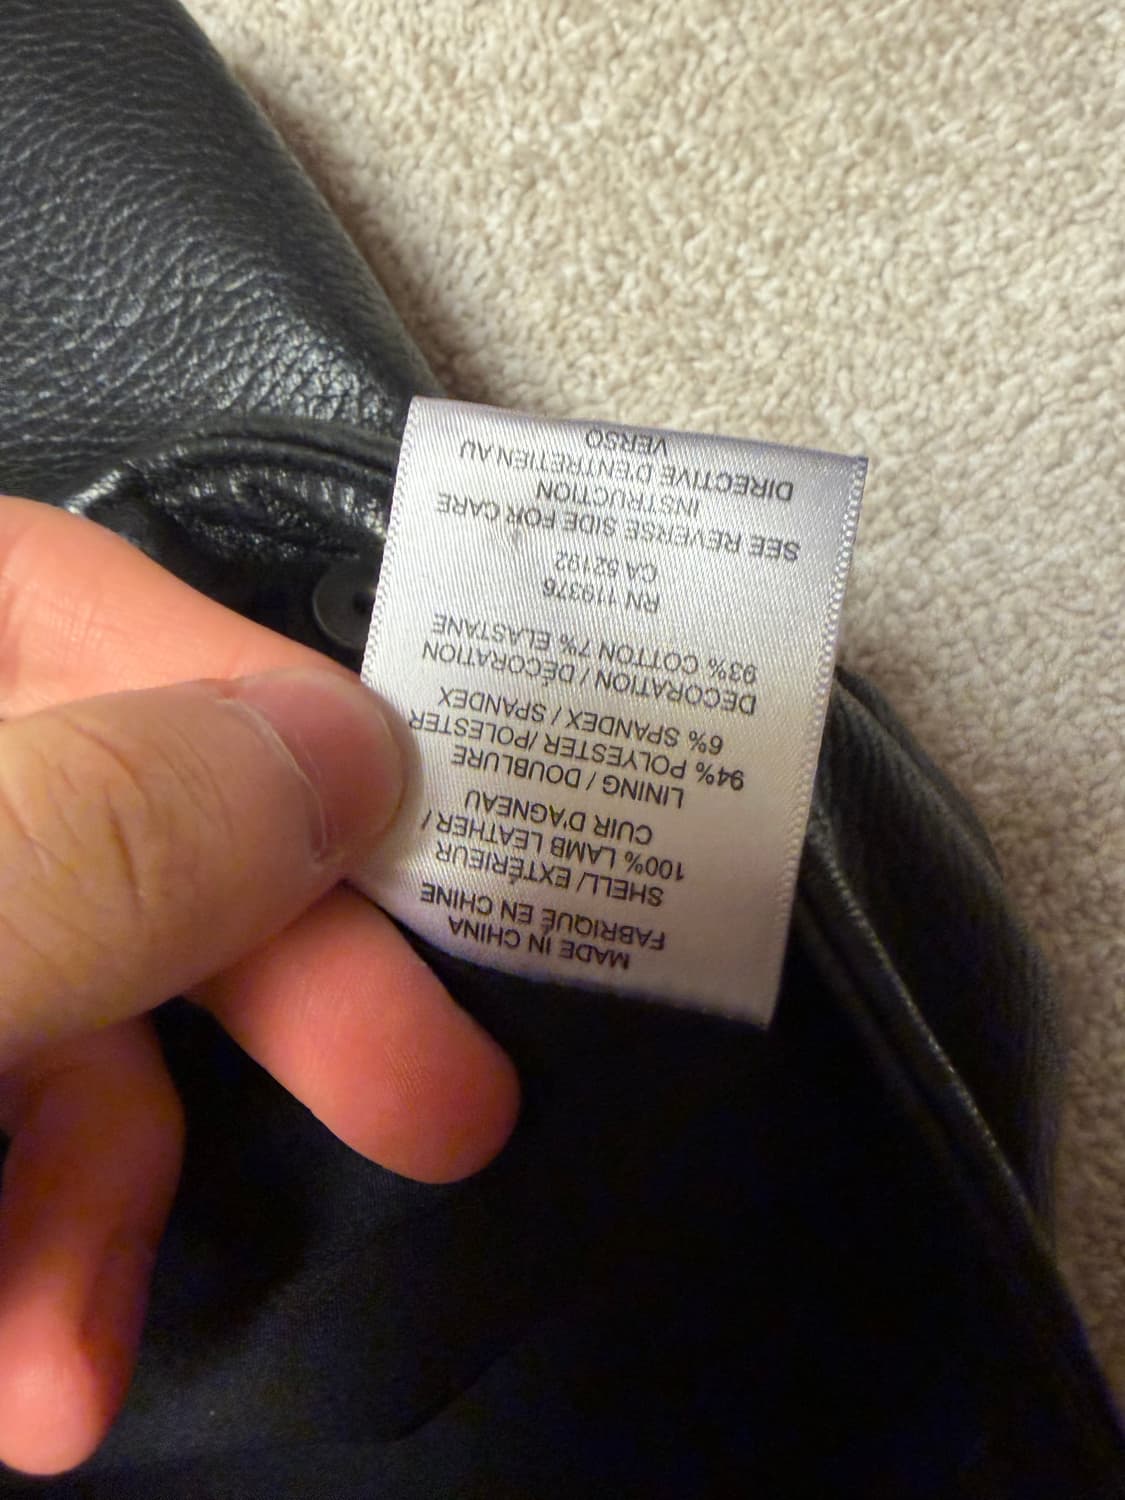 MADE IN CHINA
FABRIQUÉ EN CHINE
SHELL/ EXTÉRIEUR
100% LAMB LEATHER /
CUIR D'AGNEAU
LINING / DOUBLURE
94% POLYESTER /POLESTER
6% SPANDEX / SPANDEX
DECORATION / DÉCORATION
93% COTTON 7% ELASTANE
RN 119376
CA 52192
SEE REVERSE SIDE FOR CARE
INSTRUCTION
DIRECTIVE D'ENTRETIEN AU
VERSO